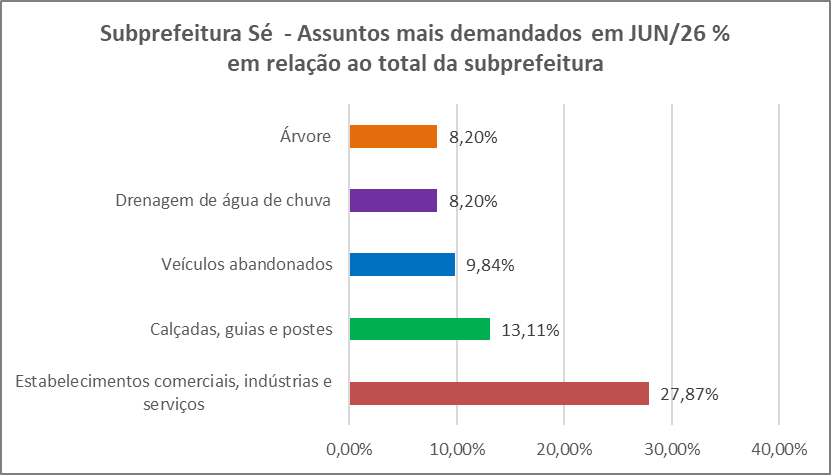 Subprefeitura Sé - Assuntos mais demandados em JUN/26 %
em relação ao total da subprefeitura
Árvore
8,20%
Drenagem de água de chuva
8,20%
Veículos abandonados
9,84%
Calçadas, guias e postes
13,11%
Estabelecimentos comerciais, indústrias e
serviços
27,87%
0,00%
10,00%
20,00%
30,00%
40,00%